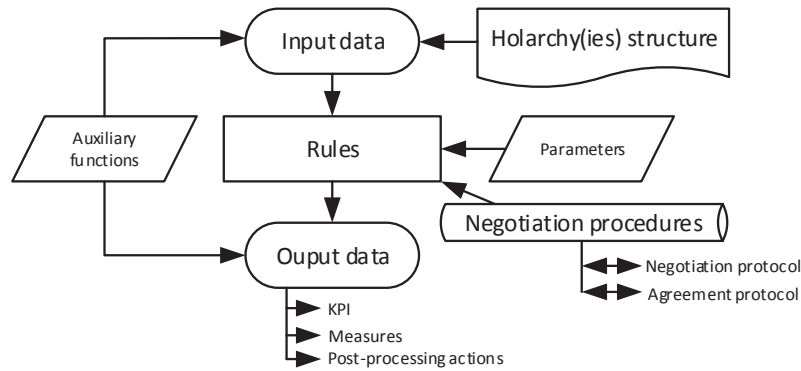 Input data
Holarchy(ies) structure
Auxiliary
functions
Rules
Parameters
Negotiation procedures
Ouput data
Negotiation protocol
Agreement protocol
KPI
Measures
Post-processing actions